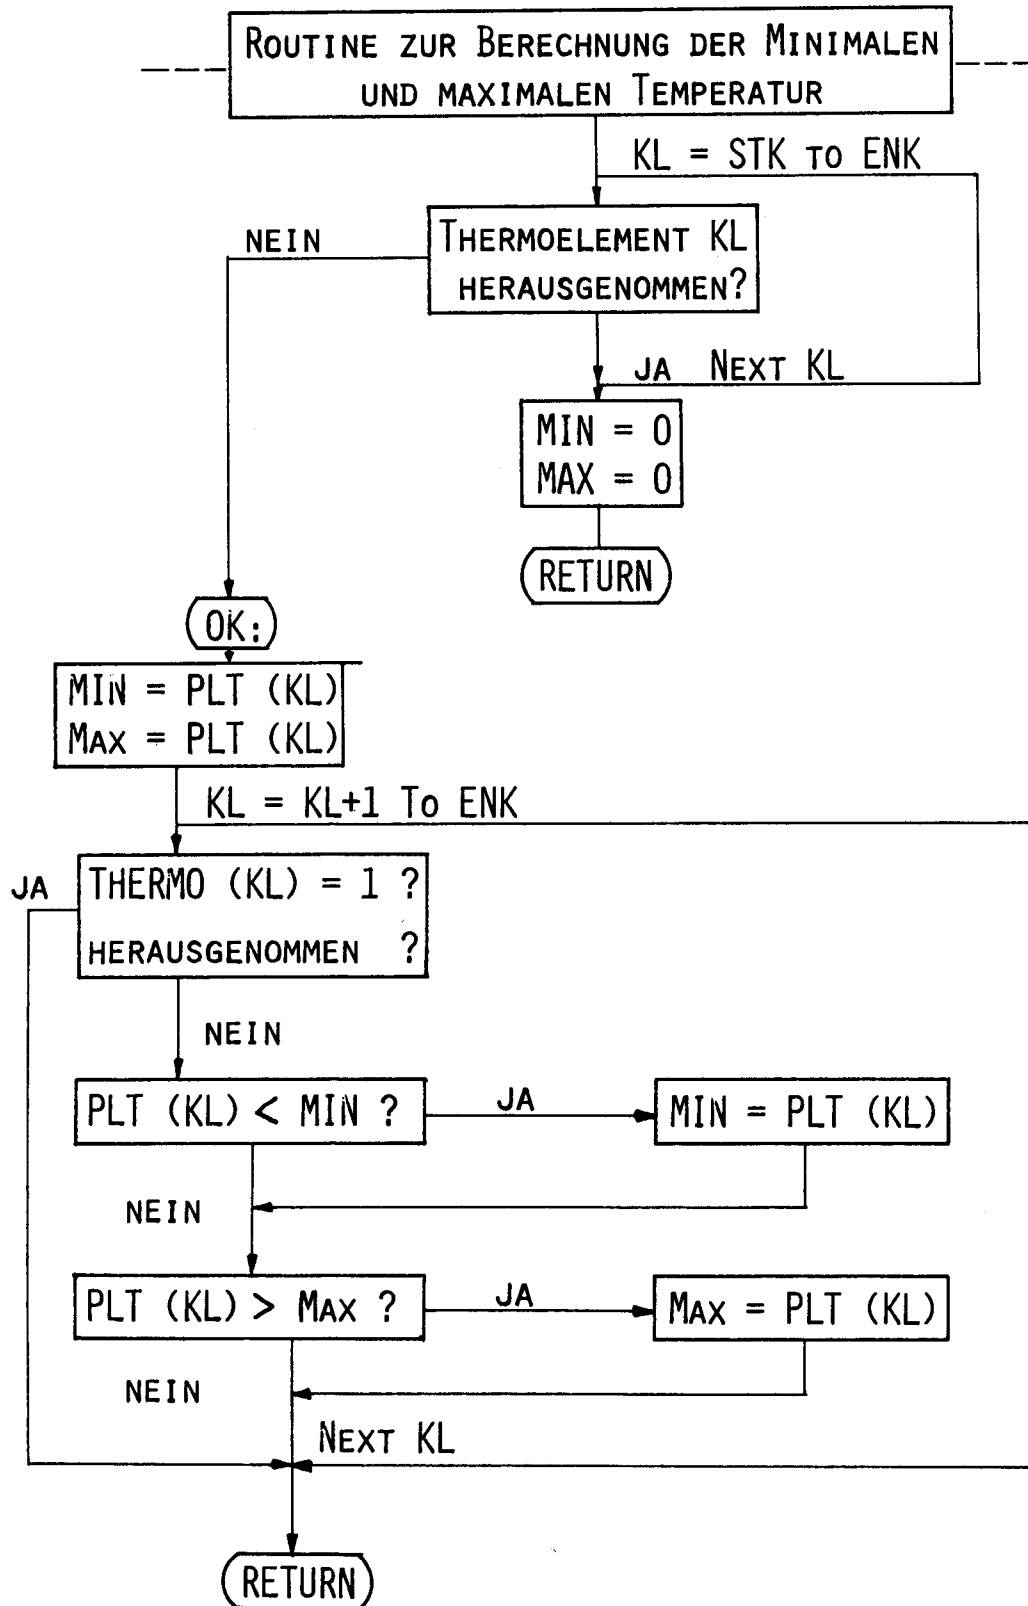 ROUTINE ZUR BERECHNUNG DER MINIMALEN
UND MAXIMALEN TEMPERATUR
KL = STK TO ENK
NEIN
THERMOELEMENT KL
HERAUSGENOMMEN?
JA NEXT KL
MIN = 0
MAX = 0
RETURN
OK:
MIN = PLT (KL)
MAX = PLT (KL)
KL = KL+1 TO ENK
JA
THERMO (KL) = 1 ?
HERAUSGENOMMEN ?
NEIN
PLT (KL) < MIN ?
JA
MIN = PLT (KL)
NEIN
PLT (KL) > MAX ?
JA
MAX = PLT (KL)
NEIN
NEXT KL
RETURN